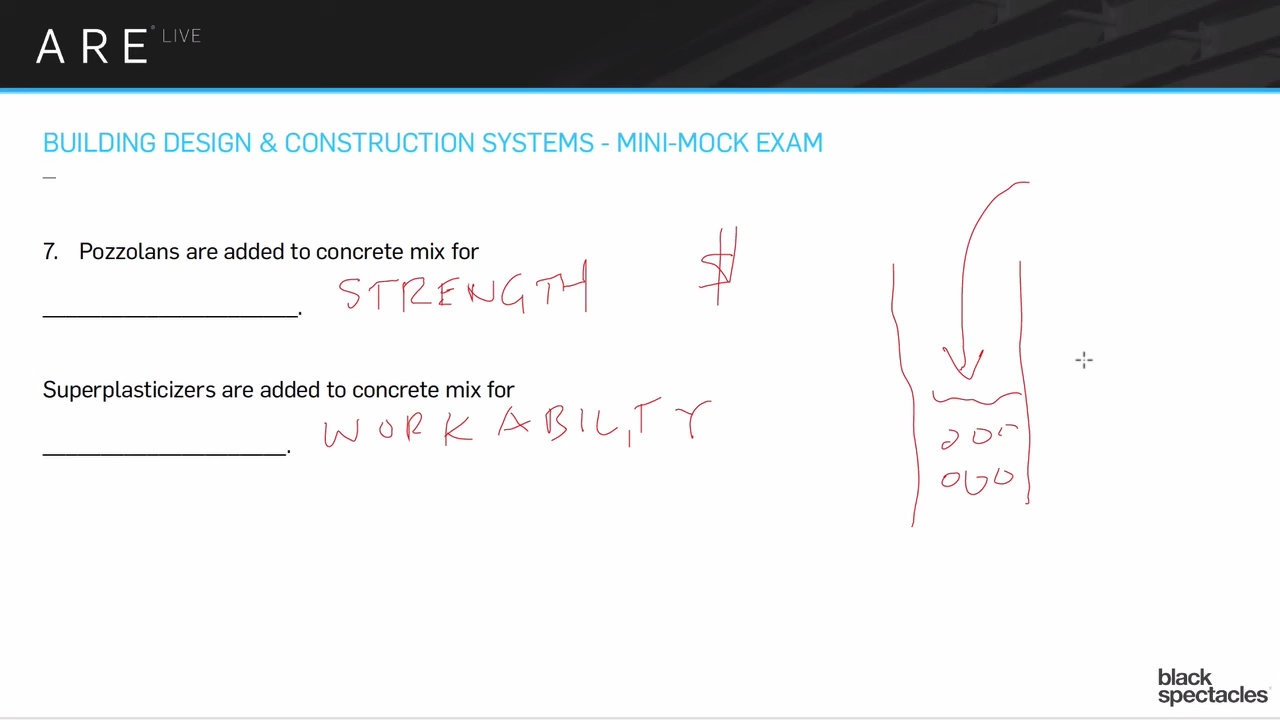 ARE® LIVE
BUILDING DESIGN & CONSTRUCTION SYSTEMS - MINI-MOCK EXAM
7. Pozzolans are added to concrete mix for
STRENGTH $
____________________.
Superplasticizers are added to concrete mix for
WORKABILITY
___________________.
black
spectacles